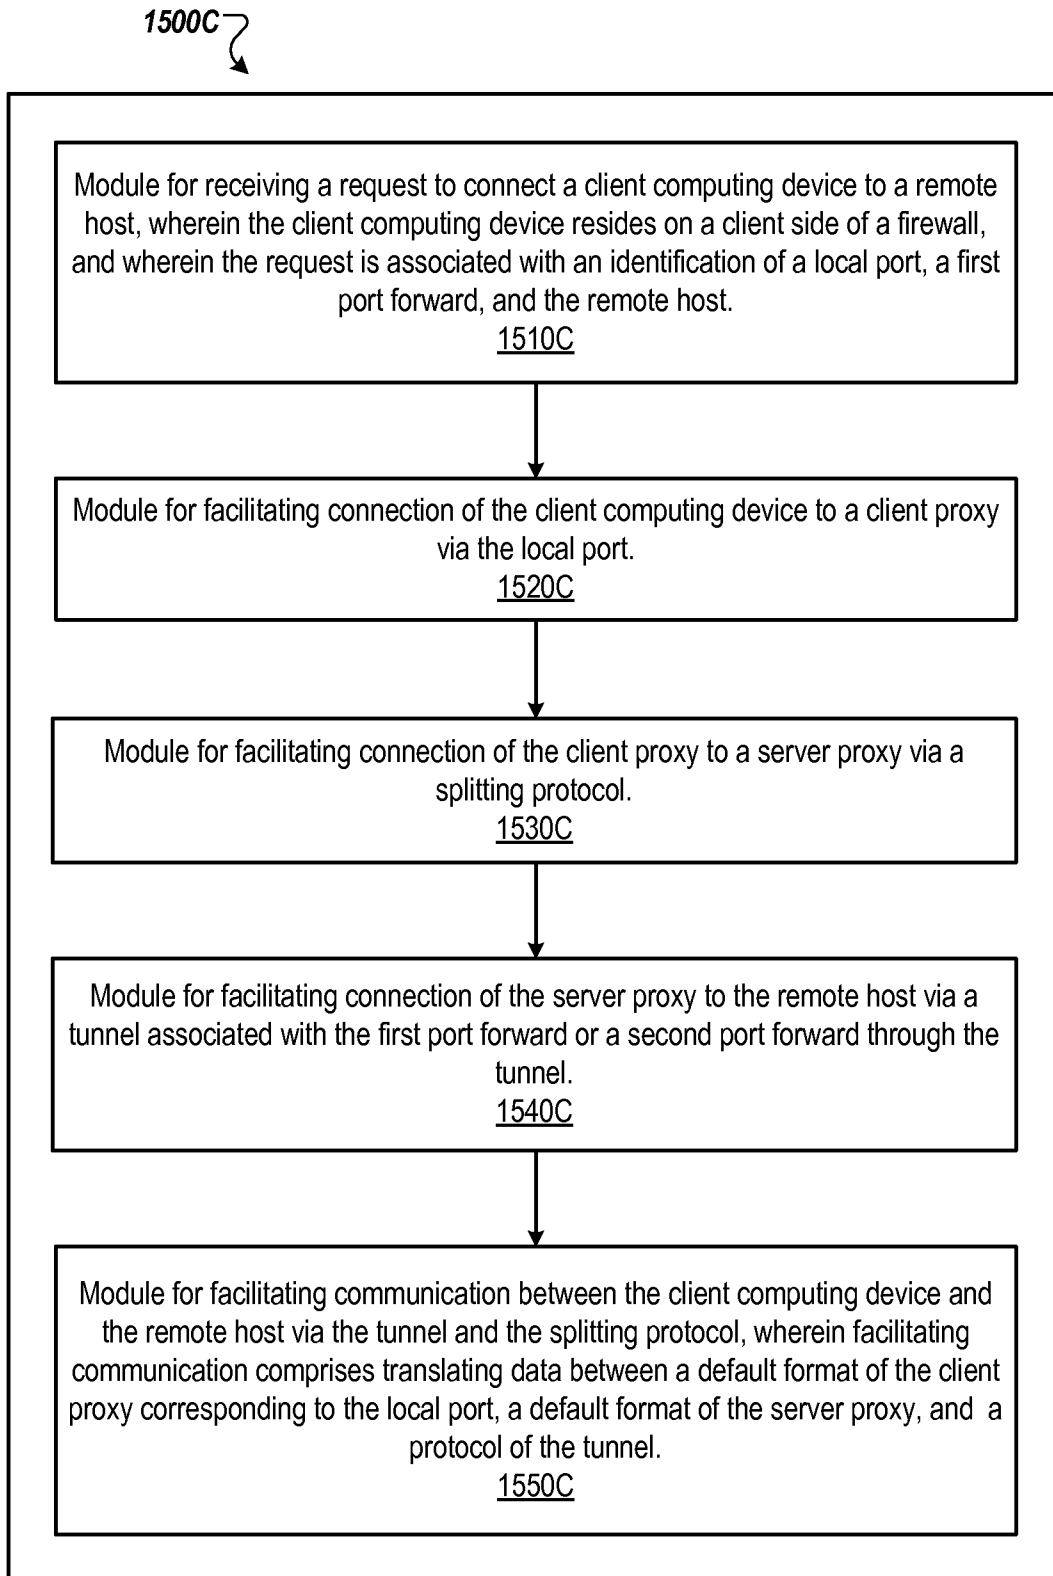 1500C
Module for receiving a request to connect a client computing device to a remote
host, wherein the client computing device resides on a client side of a firewall,
and wherein the request is associated with an identification of a local port, a first
port forward, and the remote host.
1510C
Module for facilitating connection of the client computing device to a client proxy
via the local port.
1520C
Module for facilitating connection of the client proxy to a server proxy via a
splitting protocol.
1530C
Module for facilitating connection of the server proxy to the remote host via a
tunnel associated with the first port forward or a second port forward through the
tunnel.
1540C
Module for facilitating communication between the client computing device and
the remote host via the tunnel and the splitting protocol, wherein facilitating
communication comprises translating data between a default format of the client
proxy corresponding to the local port, a default format of the server proxy, and a
protocol of the tunnel.
1550C